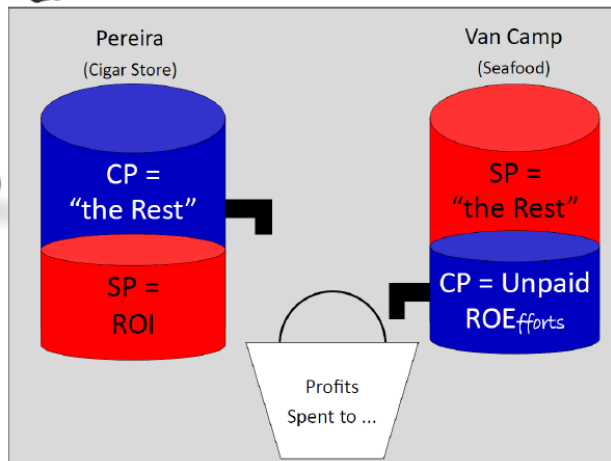 Pereira
(Cigar Store)
CP =
“the Rest”
SP =
ROI
Van Camp
(Seafood)
SP =
“the Rest”
CP = Unpaid
ROEfforts
Profits
Spent to ...